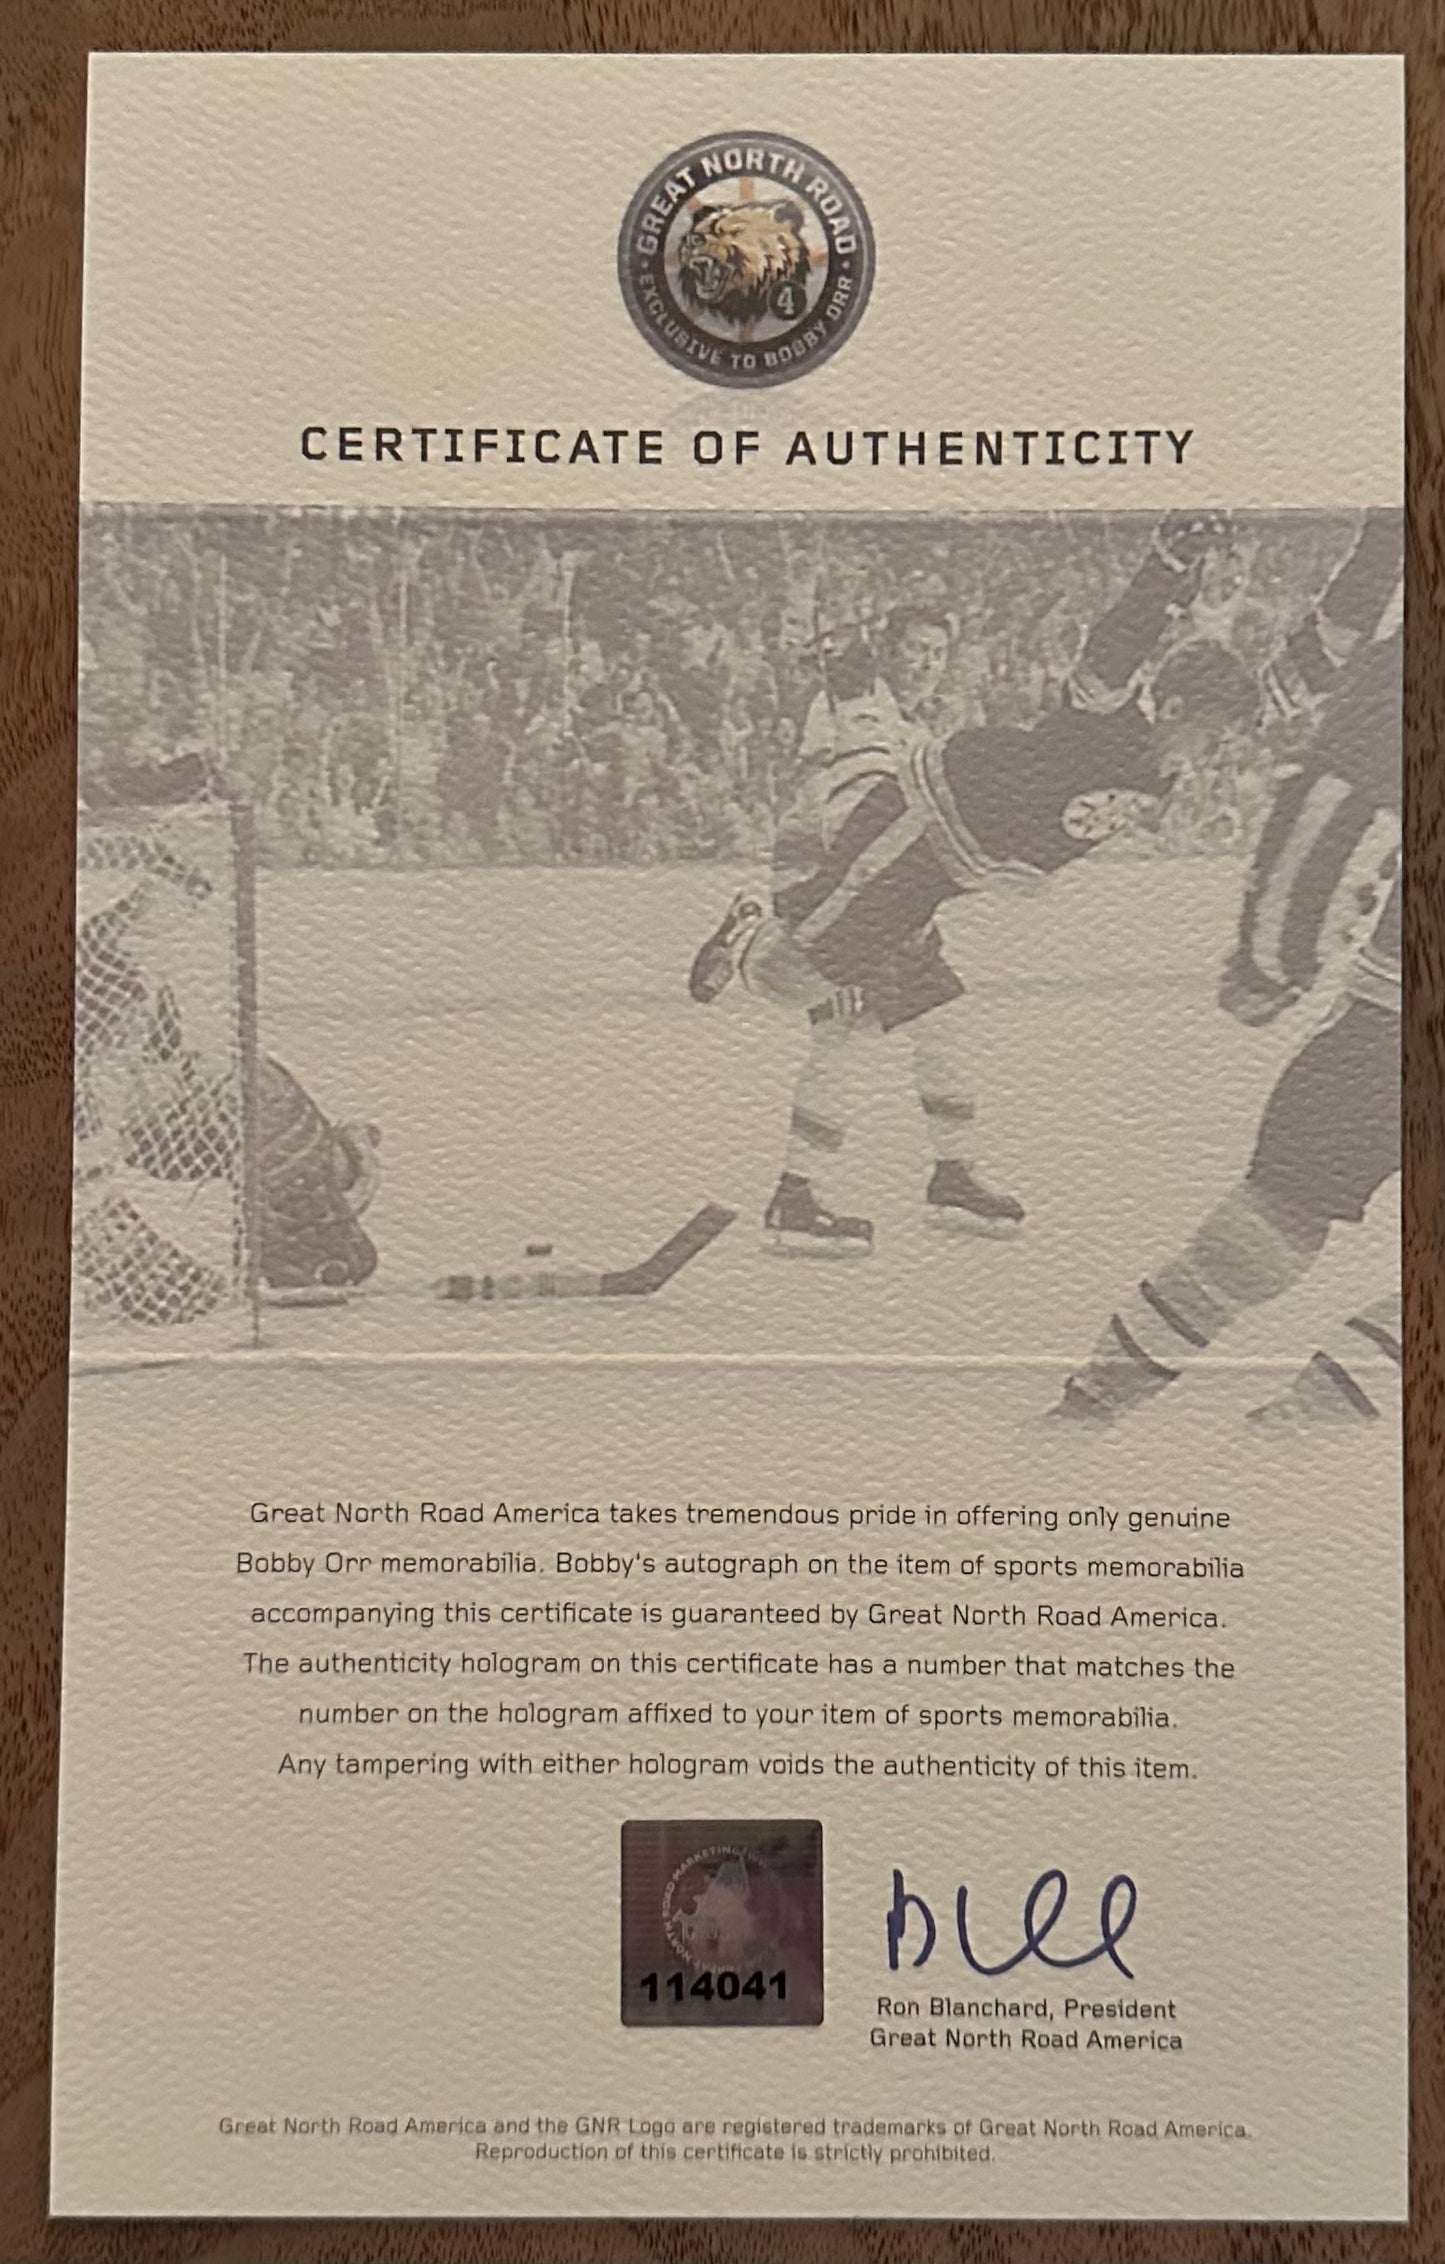 GREAT NORTH ROAD
4
· EXCLUSIVE TO BOBBY ORR ·
CERTIFICATE OF AUTHENTICITY
Great North Road America takes tremendous pride in offering only genuine
Bobby Orr memorabilia. Bobby's autograph on the item of sports memorabilia
accompanying this certificate is guaranteed by Great North Road America.
The authenticity hologram on this certificate has a number that matches the
number on the hologram affixed to your item of sports memorabilia.
Any tampering with either hologram voids the authenticity of this item.
NORTH ROAD MARKETING
114041
Ron Blanchard, President
Great North Road America
Great North Road America and the GNR Logo are registered trademarks of Great North Road America.
Reproduction of this certificate is strictly prohibited.